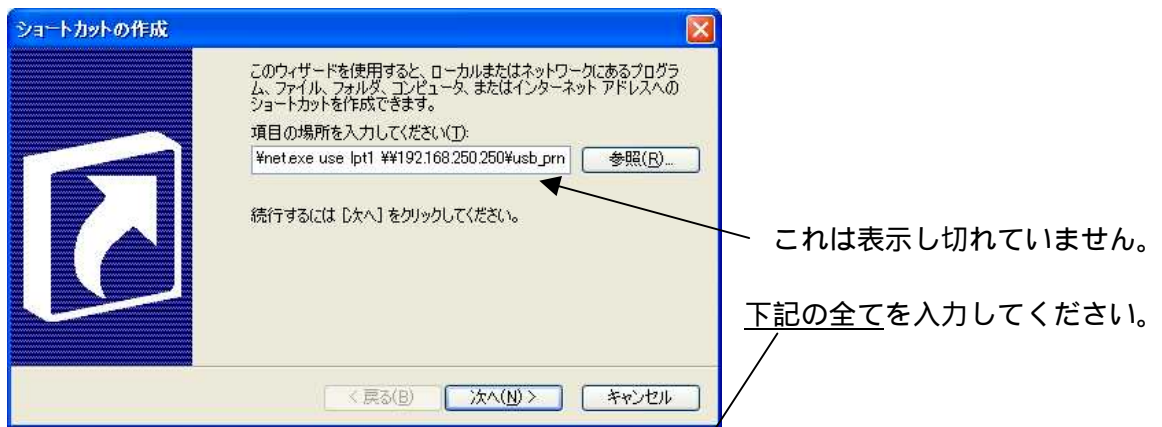 ショートカットの作成
このウィザードを使用すると、ローカルまたはネットワークにあるプログラ
ム、ファイル、フォルダ、コンピュータ、またはインターネット アドレスへの
ショートカットを作成できます。
項目の場所を入力してください(T):
¥net.exe use lpt1 ¥¥192.168.250.250¥usb_prn 参照(R)...
続行するには [次へ] をクリックしてください。
これは表示し切れていません。
下記の全てを入力してください。
< 戻る(B) 次へ(N) > キャンセル